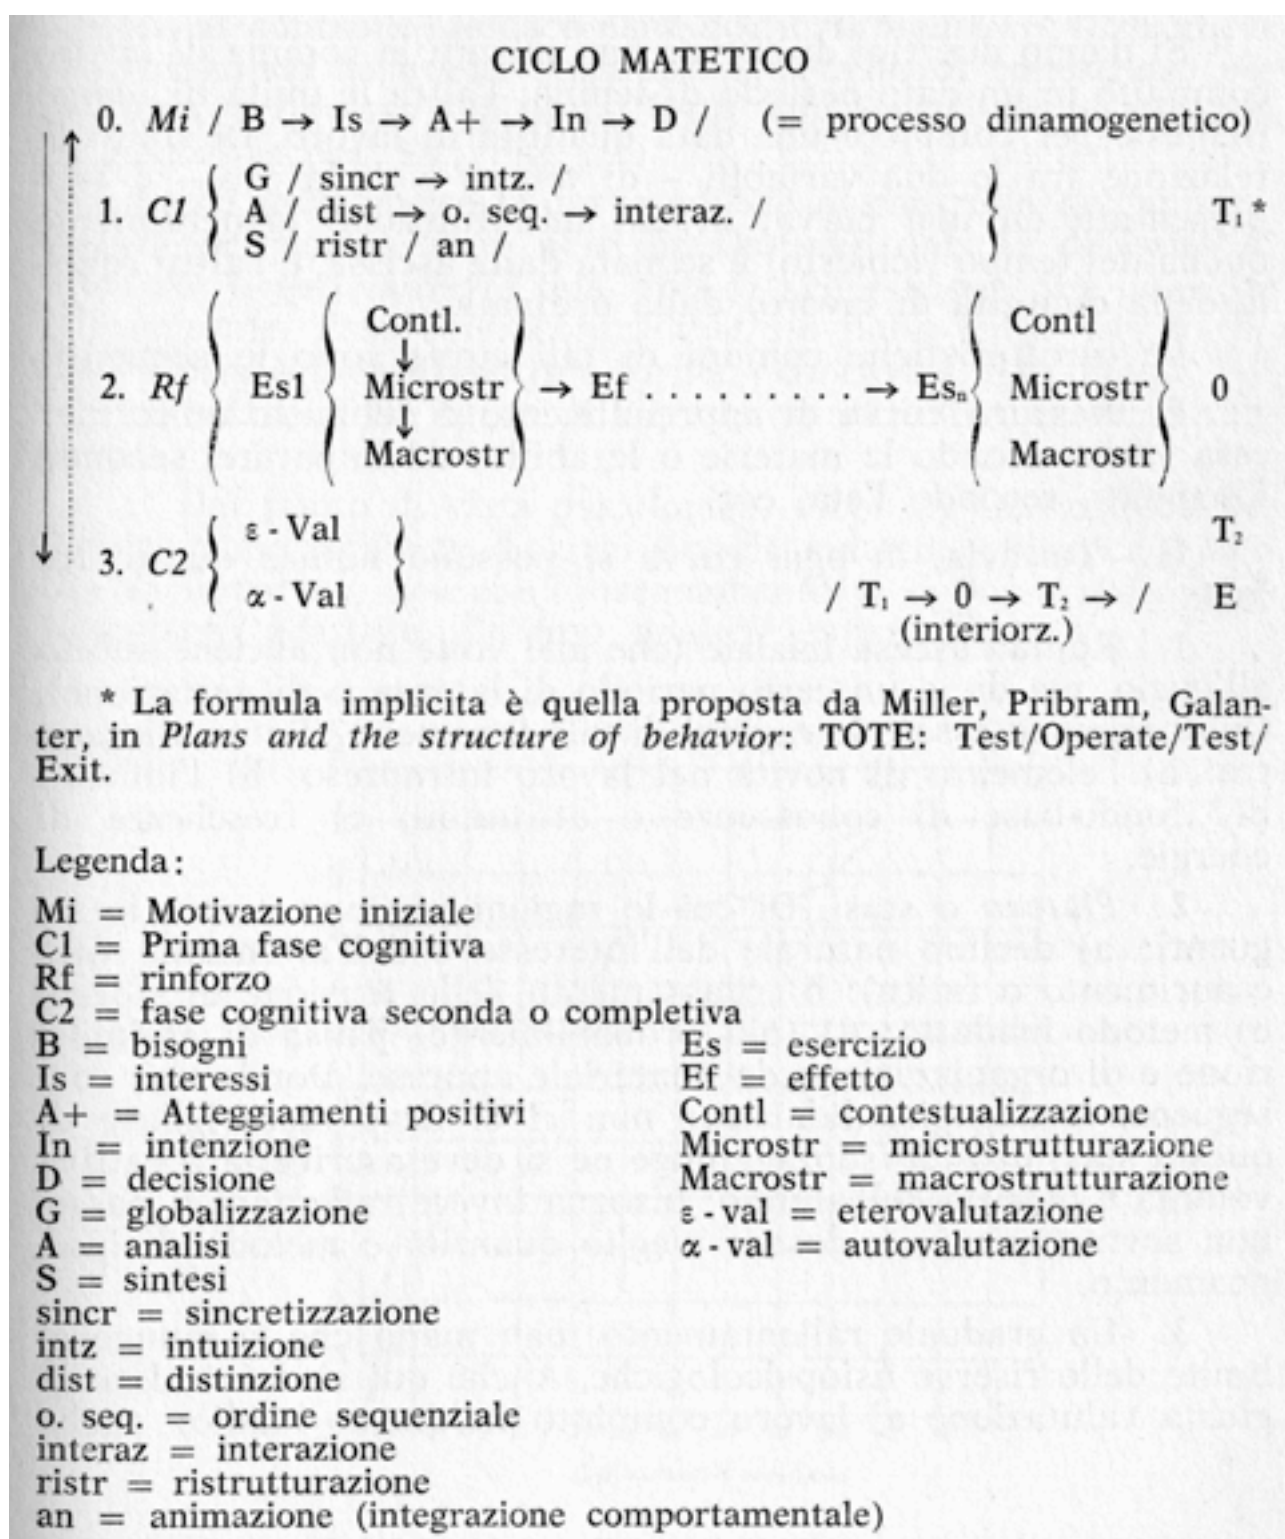 CICLO MATETICO
0. Mi / B → Is → A+ → In → D / (= processo dinamogenetico)
G / sincr → intz. /
1. C1 A / dist → o. seq. → interaz. / T₁ *
S / ristr / an /
Contl. Contl
↓
2. Rf Es1 Microstr → Ef . . . . . . . . . . → Esₙ Microstr 0
↓
Macrostr Macrostr
ε - Val T₂
3. C2
α - Val / T₁ → 0 → T₂ → / E
(interiorz.)
* La formula implicita è quella proposta da Miller, Pribram, Galan-
ter, in Plans and the structure of behavior: TOTE: Test/Operate/Test/
Exit.
Legenda:
Mi = Motivazione iniziale
C1 = Prima fase cognitiva
Rf = rinforzo
C2 = fase cognitiva seconda o completiva
B = bisogni
Is = interessi
A+ = Atteggiamenti positivi
In = intenzione
D = decisione
G = globalizzazione
A = analisi
S = sintesi
sincr = sincretizzazione
intz = intuizione
dist = distinzione
o. seq. = ordine sequenziale
interaz = interazione
ristr = ristrutturazione
an = animazione (integrazione comportamentale)
Es = esercizio
Ef = effetto
Contl = contestualizzazione
Microstr = microstrutturazione
Macrostr = macrostrutturazione
ε - val = eterovalutazione
α - val = autovalutazione